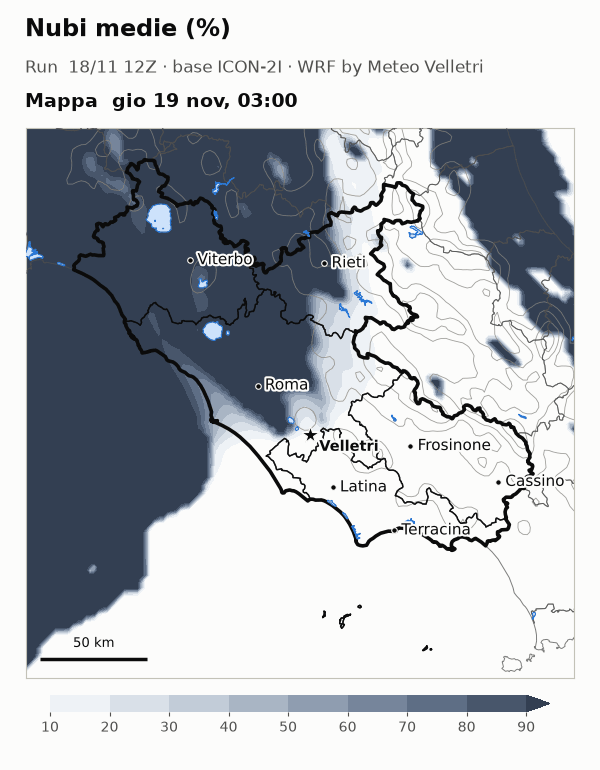 Nubi medie (%)
Run  18/11 12Z · base ICON-2I · WRF by Meteo Velletri
Mappa  gio 19 nov, 03:00
Viterbo
Rieti
Roma
Velletri
Frosinone
Cassino
Latina
Terracina
50 km
10 20 30 40 50 60 70 80 90